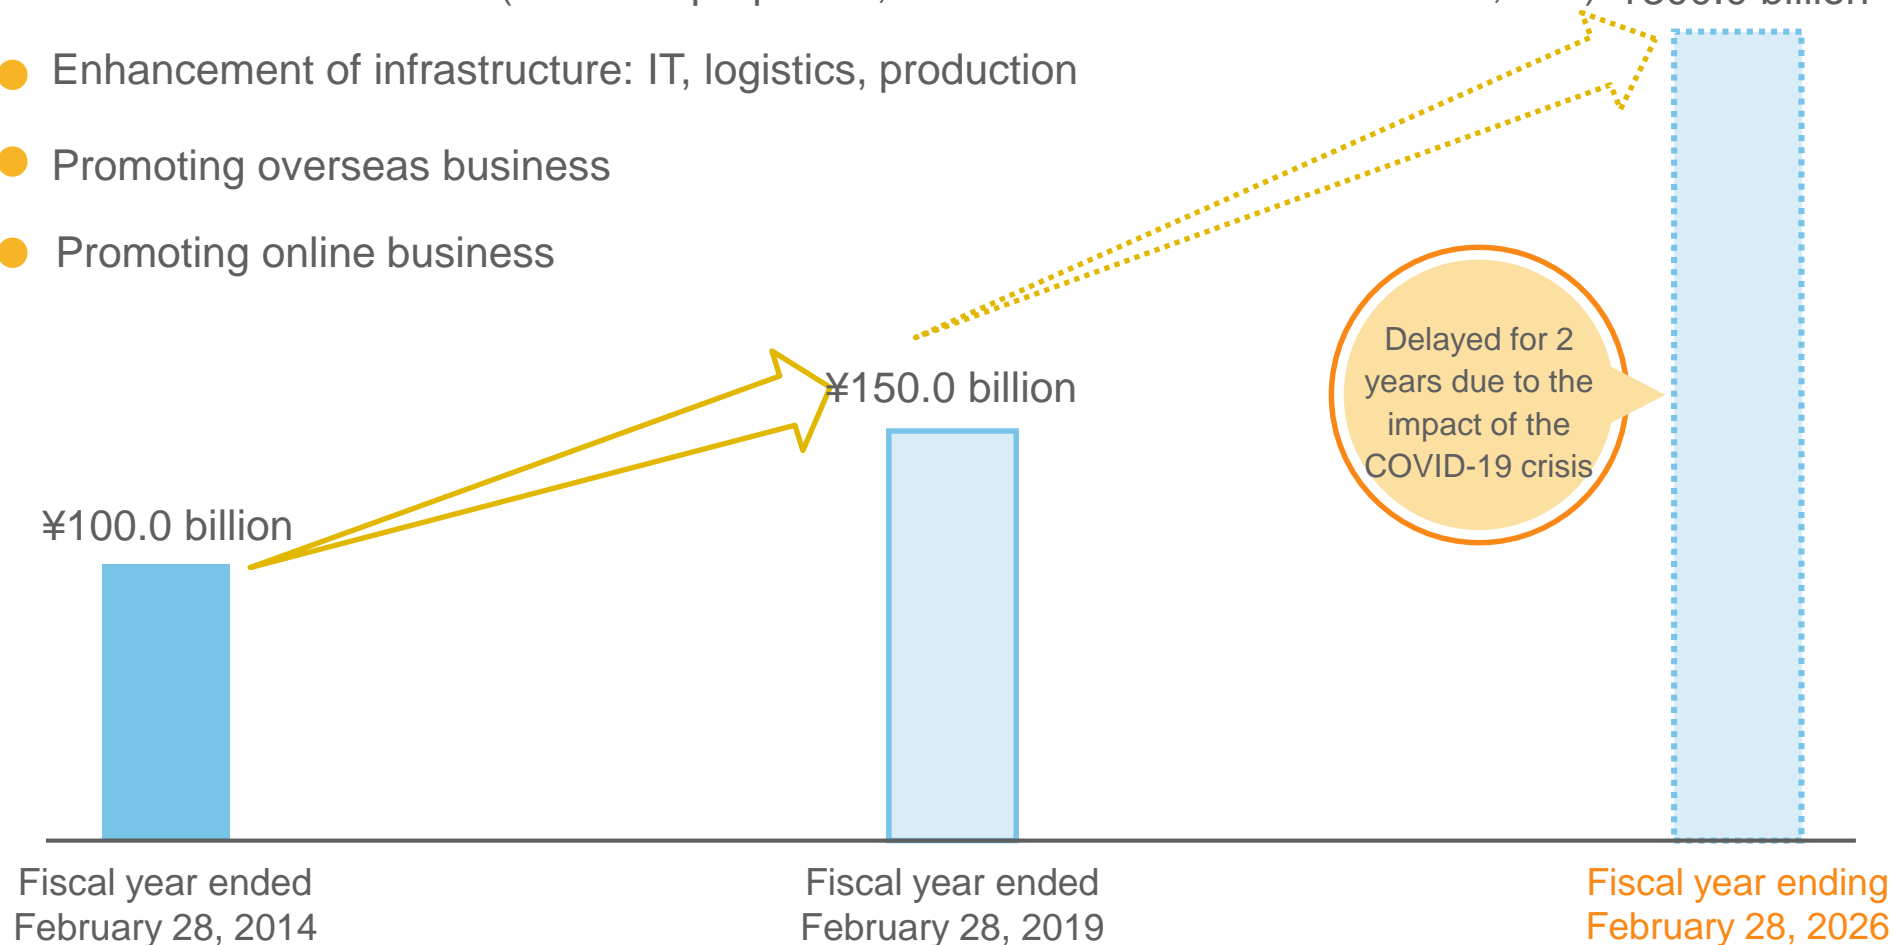 Enhancement of infrastructure: IT, logistics, production
Promoting overseas business
Promoting online business
Delayed for 2
years due to the
impact of the
COVID-19 crisis
¥150.0 billion
¥100.0 billion
Fiscal year ended
February 28, 2014
Fiscal year ended
February 28, 2019
Fiscal year ending
February 28, 2026